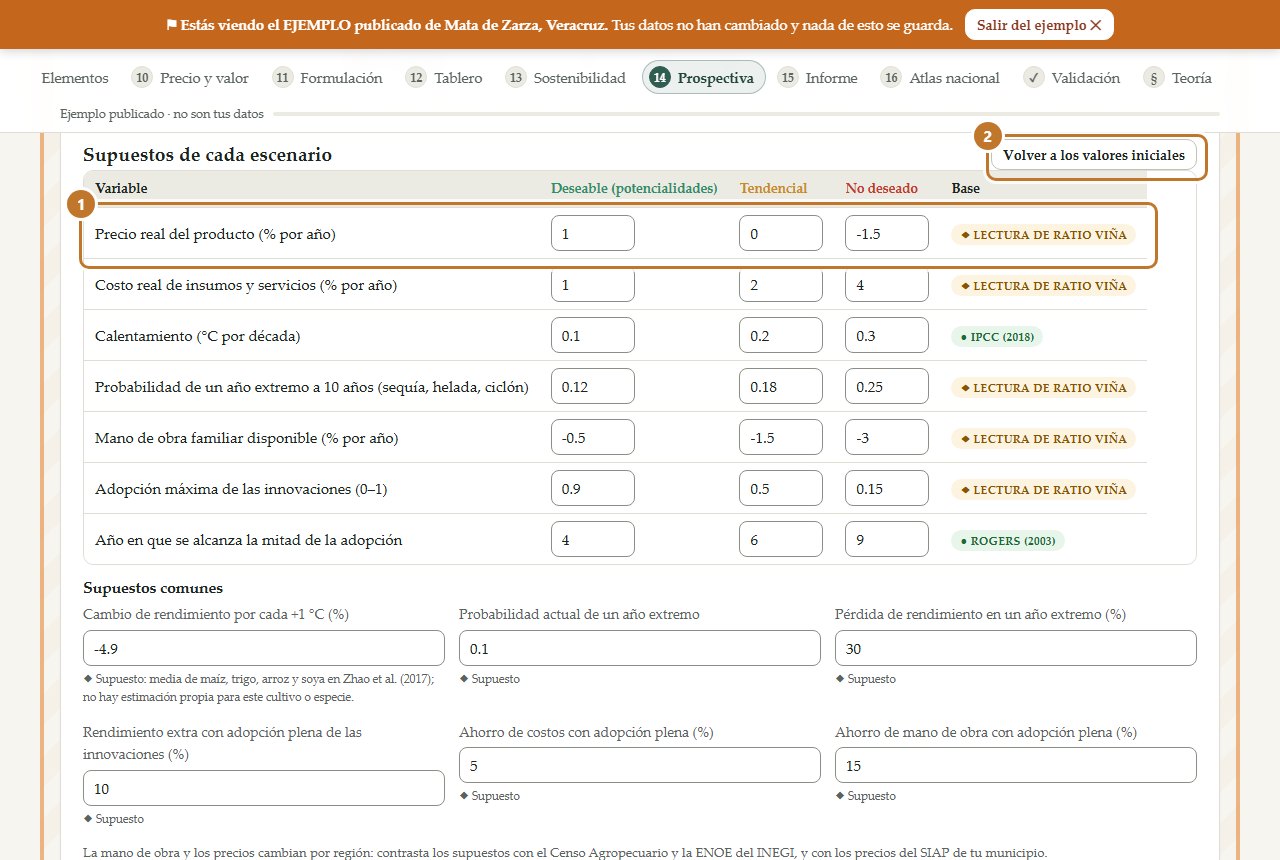 ⚑ Estás viendo el EJEMPLO publicado de Mata de Zarza, Veracruz. Tus datos no han cambiado y nada de esto se guarda. Salir del ejemplo ✕
Elementos 10 Precio y valor 11 Formulación 12 Tablero 13 Sostenibilidad 14 Prospectiva 15 Informe 16 Atlas nacional ✓ Validación § Teoría
Ejemplo publicado · no son tus datos
2
Supuestos de cada escenario Volver a los valores iniciales
Variable Deseable (potencialidades) Tendencial No deseado Base
1
Precio real del producto (% por año) 1 0 -1.5 ◆ LECTURA DE RATIO VIÑA
Costo real de insumos y servicios (% por año) 1 2 4 ◆ LECTURA DE RATIO VIÑA
Calentamiento (°C por década) 0.1 0.2 0.3 ● IPCC (2018)
Probabilidad de un año extremo a 10 años (sequía, helada, ciclón) 0.12 0.18 0.25 ◆ LECTURA DE RATIO VIÑA
Mano de obra familiar disponible (% por año) -0.5 -1.5 -3 ◆ LECTURA DE RATIO VIÑA
Adopción máxima de las innovaciones (0–1) 0.9 0.5 0.15 ◆ LECTURA DE RATIO VIÑA
Año en que se alcanza la mitad de la adopción 4 6 9 ● ROGERS (2003)
Supuestos comunes
Cambio de rendimiento por cada +1 °C (%) Probabilidad actual de un año extremo Pérdida de rendimiento en un año extremo (%)
-4.9 0.1 30
◆ Supuesto: media de maíz, trigo, arroz y soya en Zhao et al. (2017); ◆ Supuesto ◆ Supuesto
no hay estimación propia para este cultivo o especie.
Rendimiento extra con adopción plena de las Ahorro de costos con adopción plena (%) Ahorro de mano de obra con adopción plena (%)
innovaciones (%)
10 5 15
◆ Supuesto ◆ Supuesto ◆ Supuesto
La mano de obra y los precios cambian por región: contrasta los supuestos con el Censo Agropecuario y la ENOE del INEGI, y con los precios del SIAP de tu municipio.